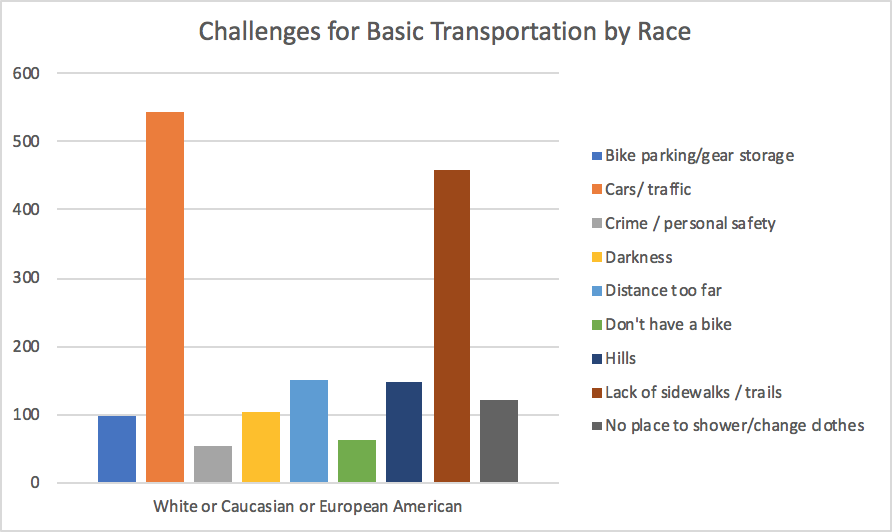 Challenges for Basic Transportation by Race
600
500
400
300
200
100
0
White or Caucasian or European American
Bike parking/gear storage
Cars/ traffic
Crime / personal safety
Darkness
Distance too far
Don't have a bike
Hills
Lack of sidewalks / trails
No place to shower/change clothes